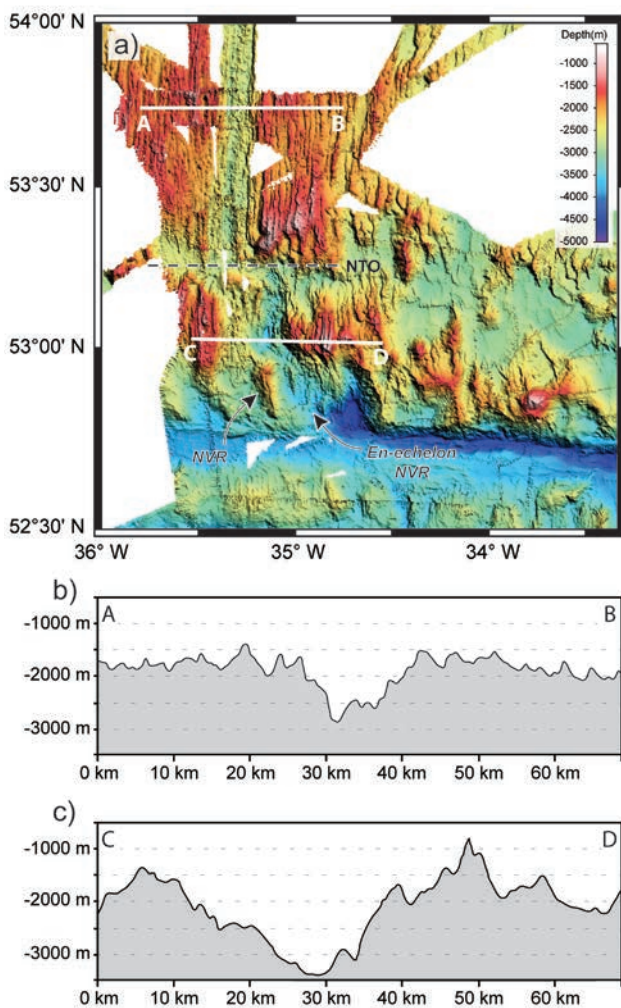 54°00' N
a)
Depth(m)
-1000
-1500
-2000
-2500
-3000
-3500
-4000
-4500
-5000
A
B
53°30' N
NTO
53°00' N
C
D
NVR
En-echelon
NVR
52°30' N
36° W
35° W
34° W
b)
A
B
-1000 m
-2000 m
-3000 m
0 km
10 km
20 km
30 km
40 km
50 km
60 km
c)
C
D
-1000 m
-2000 m
-3000 m
0 km
10 km
20 km
30 km
40 km
50 km
60 km